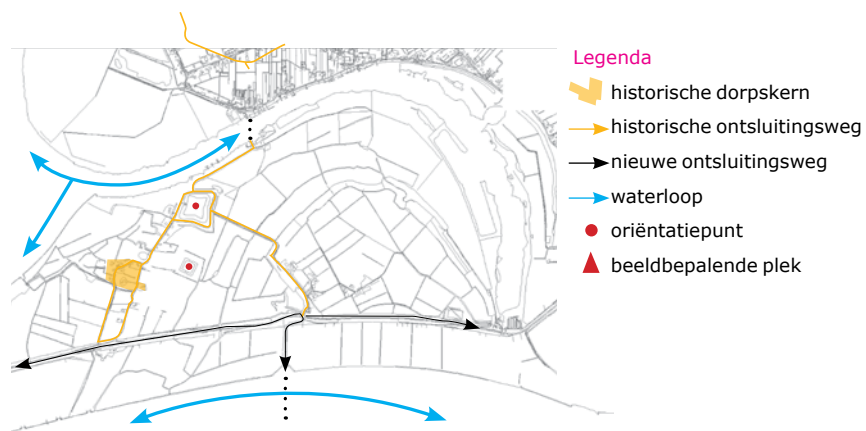 Legenda
historische dorpskern
historische ontsluitingsweg
nieuwe ontsluitingsweg
waterloop
oriëntatiepunt
beeldbepalende plek